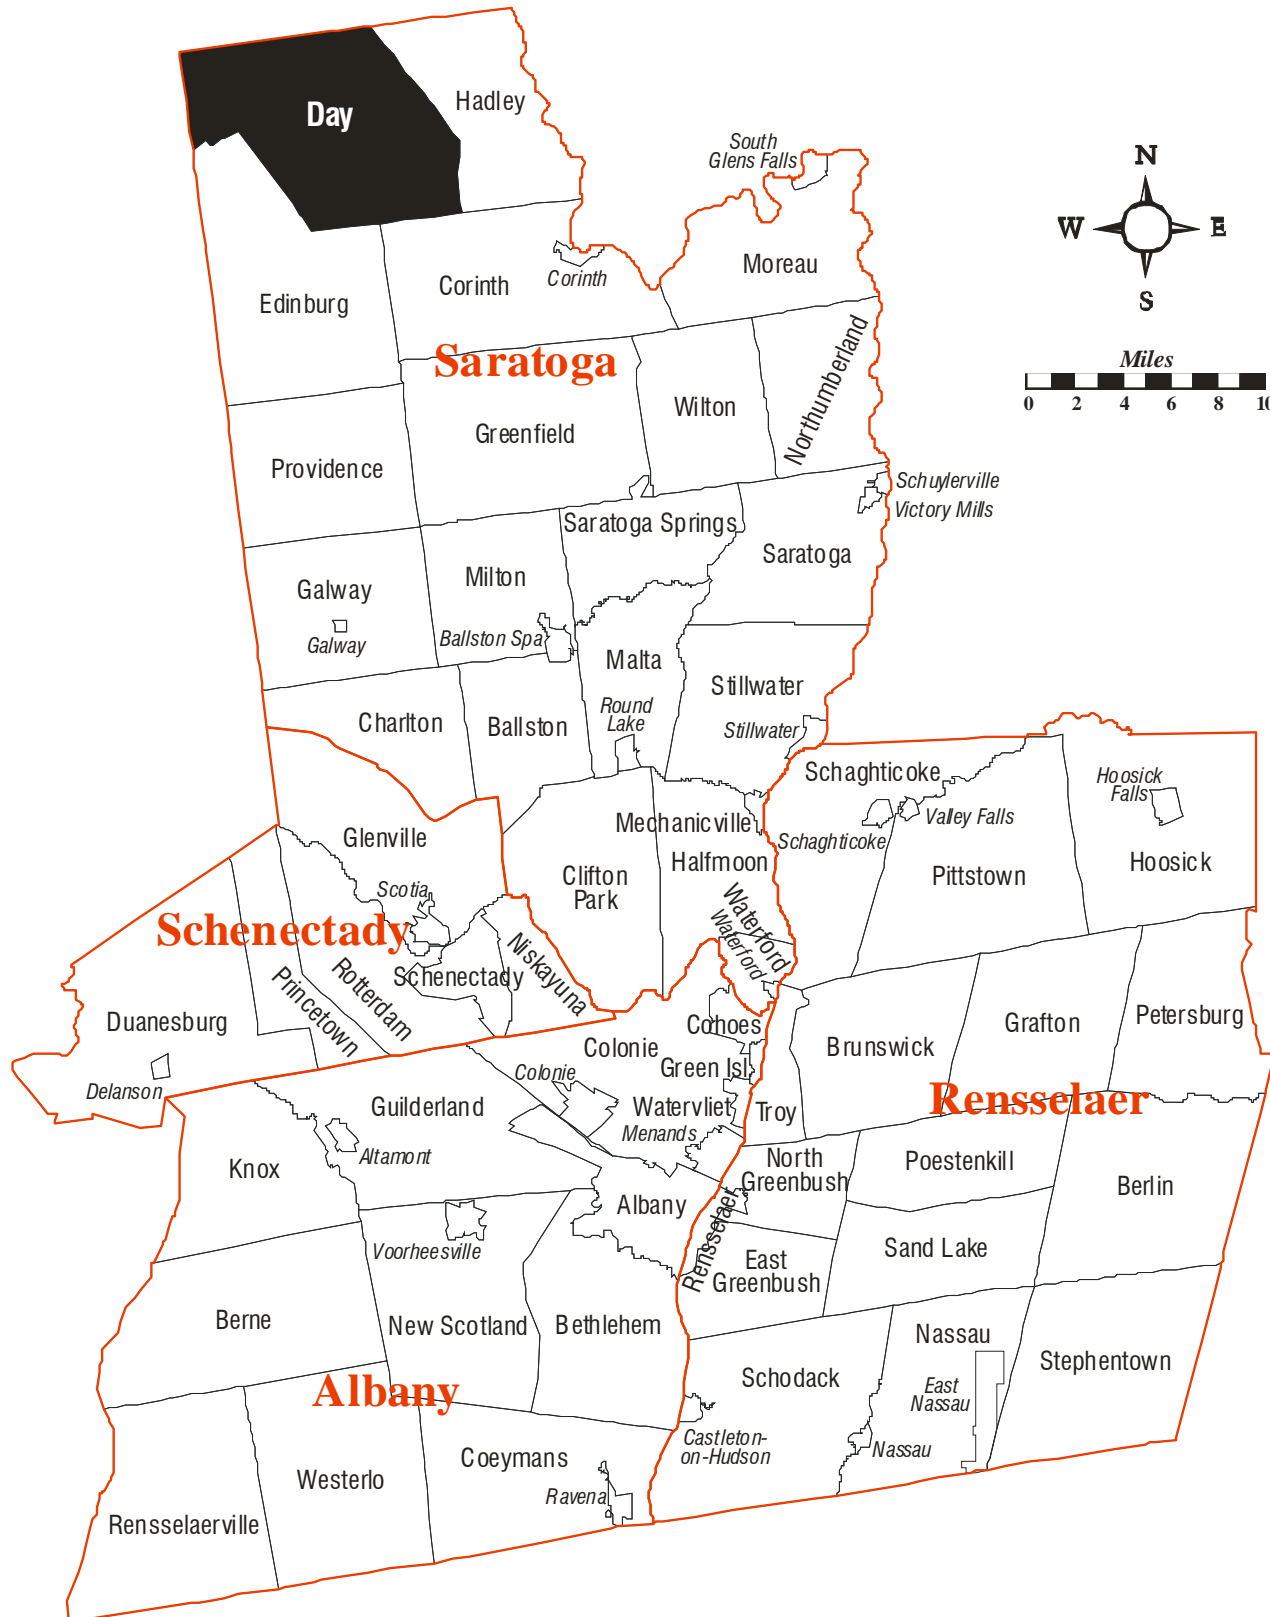 Day
Hadley
South
Glens Falls
N
W
E
S
Moreau
Corinth
Corinth
Edinburg
Miles
0 2 4 6 8 10
Saratoga
Northumberland
Wilton
Greenfield
Providence
Schuylerville
Victory Mills
Saratoga Springs
Saratoga
Milton
Galway
Galway
Ballston Spa
Malta
Stillwater
Round
Lake
Charlton
Ballston
Stillwater
Schaghticoke
Hoosick
Falls
Valley Falls
Schaghticoke
Mechanicville
Glenville
Halfmoon
Hoosick
Clifton
Park
Pittstown
Scotia
Waterford
Waterford
Schenectady
Niskayuna
Schenectady
Rotterdam
Princetown
Duanesburg
Delanson
Cohoes
Colonie
Green Isl.
Colonie
Brunswick
Grafton
Petersburg
Rensselaer
Guilderland
Watervliet
Menands
Troy
Altamont
Knox
North
Greenbush
Poestenkill
Berlin
Albany
Rensselaer
Voorheesville
Sand Lake
East
Greenbush
Berne
New Scotland
Bethlehem
Nassau
Stephentown
Schodack
Albany
East
Nassau
Castleton-
on-Hudson
Nassau
Coeymans
Westerlo
Ravena
Rensselaerville